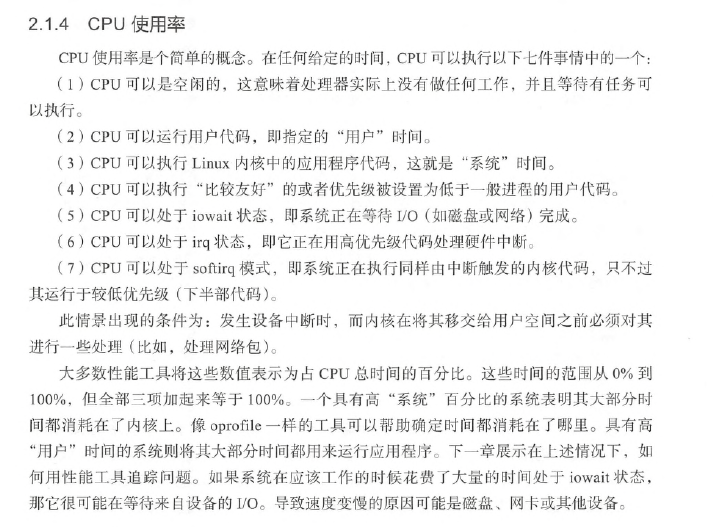 2.1.4 CPU 使用率
CPU 使用率是个简单的概念。在任何给定的时间，CPU 可以执行以下七件事情中的一个：
（1）CPU 可以是空闲的，这意味着处理器实际上没有做任何工作，并且等待有任务可
以执行。
（2）CPU 可以运行用户代码，即指定的“用户”时间。
（3）CPU 可以执行 Linux 内核中的应用程序代码，这就是“系统”时间。
（4）CPU 可以执行“比较友好”的或者优先级被设置为低于一般进程的用户代码。
（5）CPU 可以处于 iowait 状态，即系统正在等待 I/O（如磁盘或网络）完成。
（6）CPU 可以处于 irq 状态，即它正在用高优先级代码处理硬件中断。
（7）CPU 可以处于 softirq 模式，即系统正在执行同样由中断触发的内核代码，只不过
其运行于较低优先级（下半部代码）。
此情景出现的条件为：发生设备中断时，而内核在将其移交给用户空间之前必须对其
进行一些处理（比如，处理网络包）。
大多数性能工具将这些数值表示为占 CPU 总时间的百分比。这些时间的范围从 0% 到
100%，但全部三项加起来等于 100%。一个具有高“系统”百分比的系统表明其大部分时
间都消耗在了内核上。像 oprofile 一样的工具可以帮助确定时间都消耗在了哪里。具有高
“用户”时间的系统则将其大部分时间都用来运行应用程序。下一章展示在上述情况下，如
何用性能工具追踪问题。如果系统在应该工作的时候花费了大量的时间处于 iowait 状态，
那它很可能在等待来自设备的 I/O。导致速度变慢的原因可能是磁盘、网卡或其他设备。